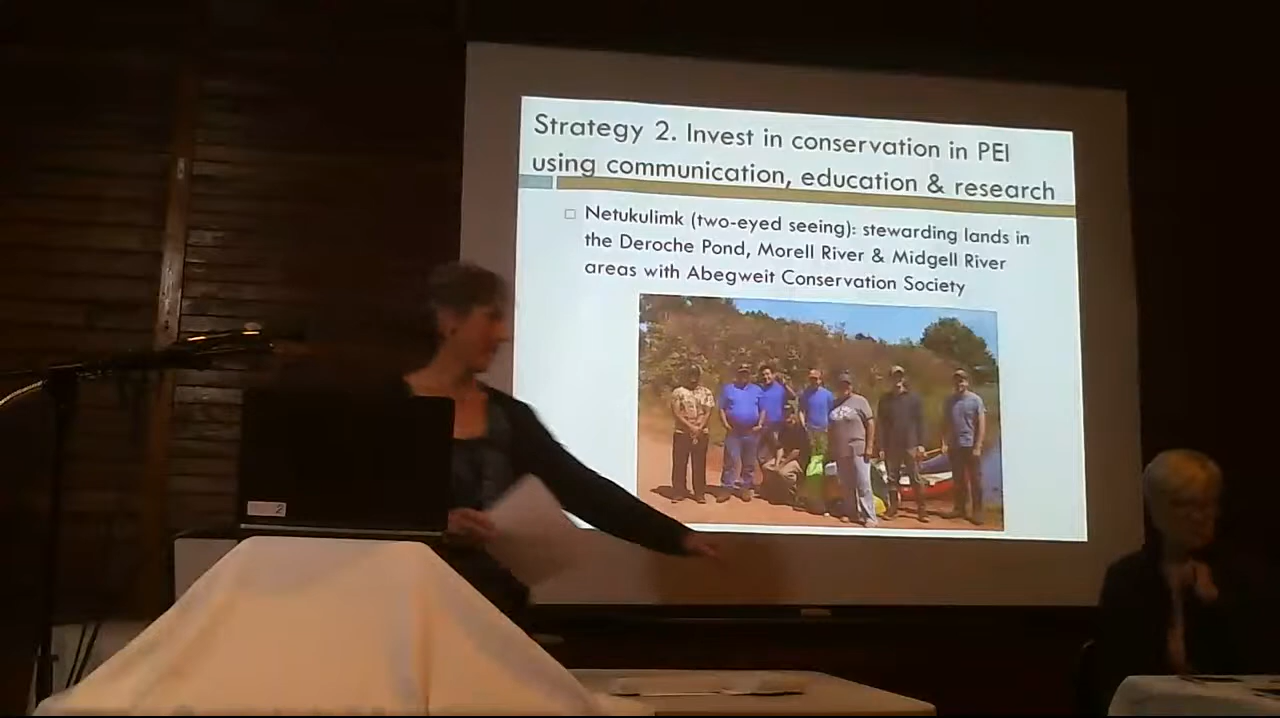 Strategy 2. Invest in conservation in PEI
using communication, education & research
Netukulimk (two-eyed seeing): stewarding lands in
the Deroche Pond, Morell River & Midgell River
areas with Abegweit Conservation Society
2